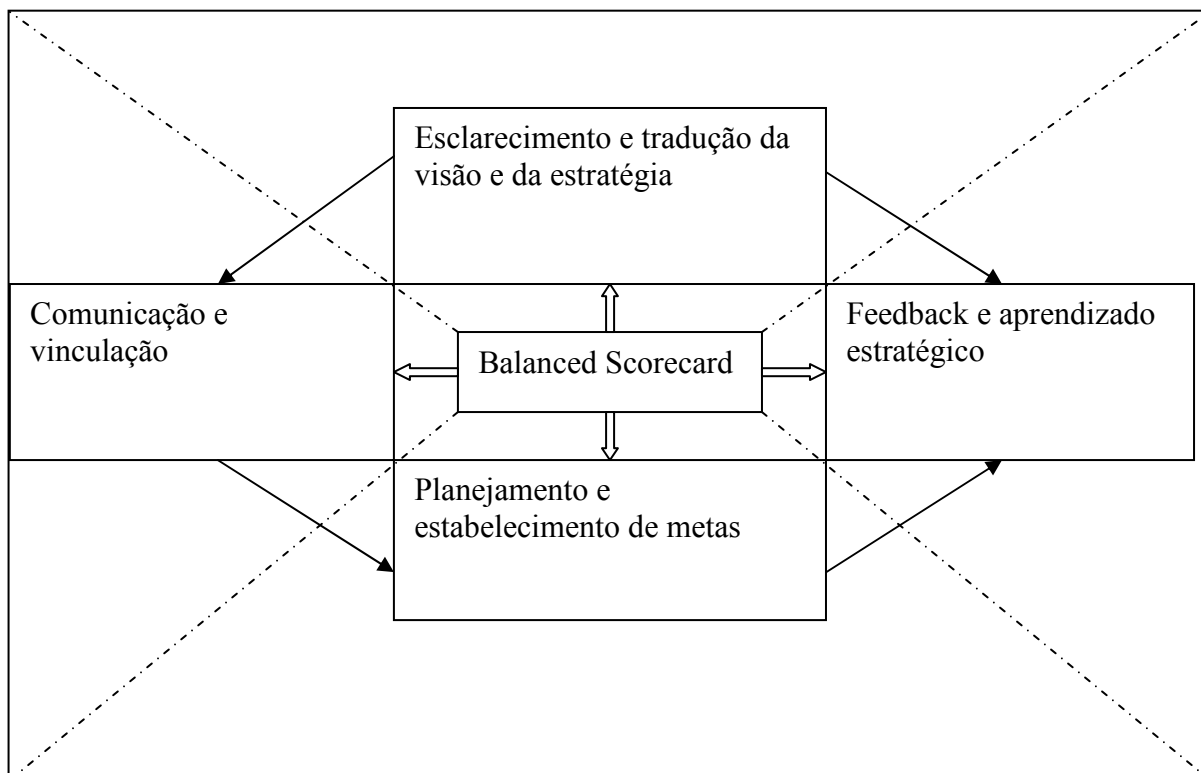 Esclarecimento e tradução da
visão e da estratégia
Comunicação e
vinculação
Balanced Scorecard
Feedback e aprendizado
estratégico
Planejamento e
estabelecimento de metas